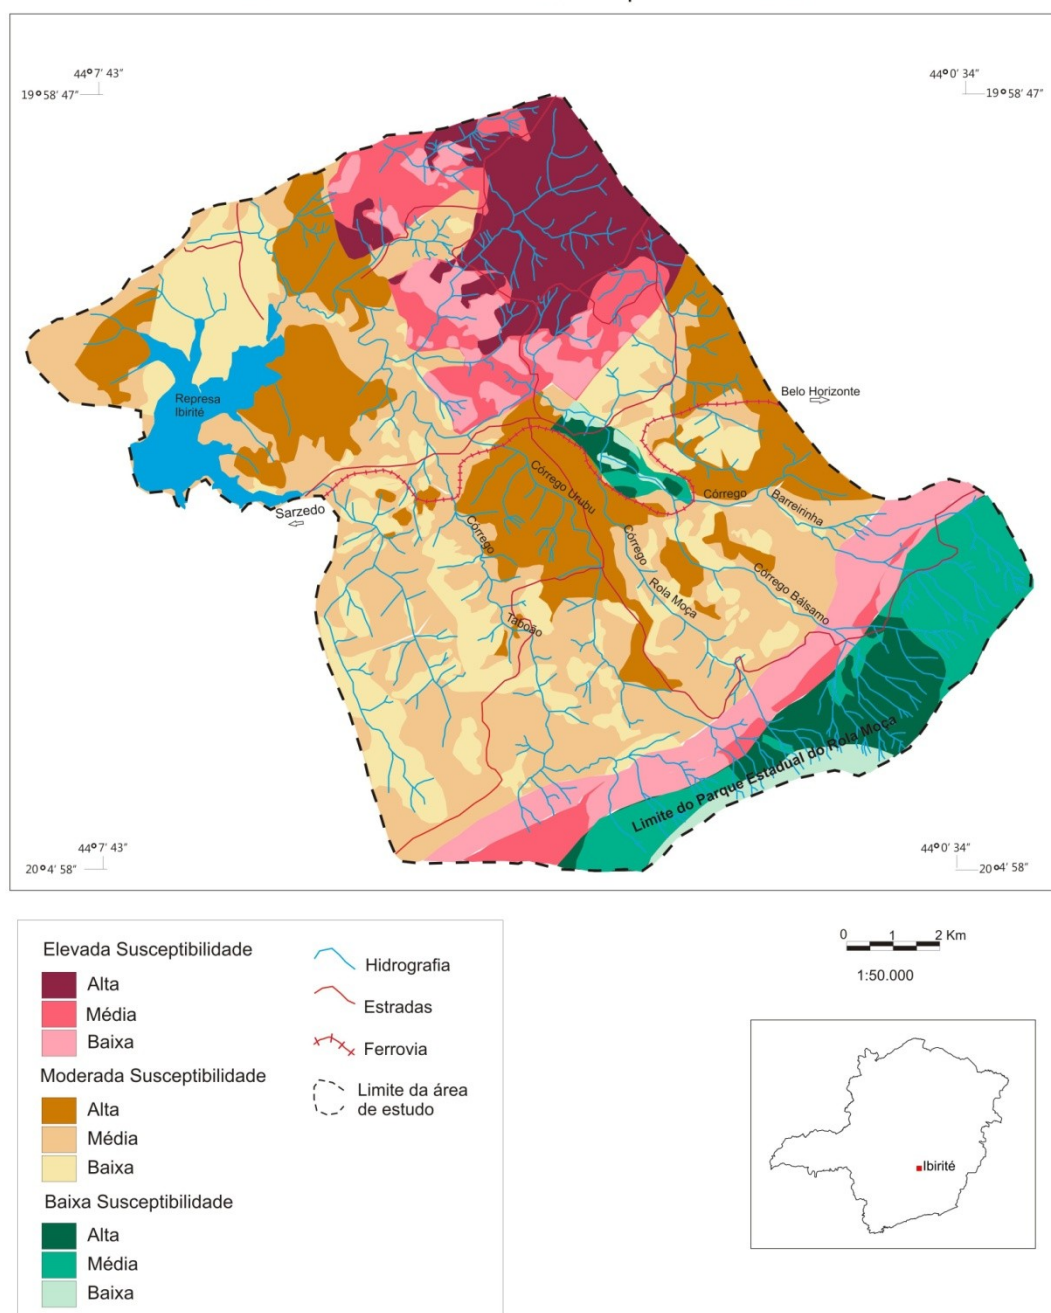 44° 7' 43"
44° 0' 34"
19° 58' 47"
19° 58' 47"
Represa
Ibirité
Belo Horizonte
Sarzedo
Córrego Urubu
Córrego
Barreirinha
Córrego
Taboão
Córrego
Rola Moça
Córrego Bálsamo
Limite do Parque Estadual do Rola Moça
44° 7' 43"
44° 0' 34"
20° 4' 58"
20° 4' 58"
Elevada Susceptibilidade
Alta
Média
Baixa
Moderada Susceptibilidade
Alta
Média
Baixa
Baixa Susceptibilidade
Alta
Média
Baixa
Hidrografia
Estradas
Ferrovia
Limite da área
de estudo
0 1 2 Km
1:50.000
Ibirité